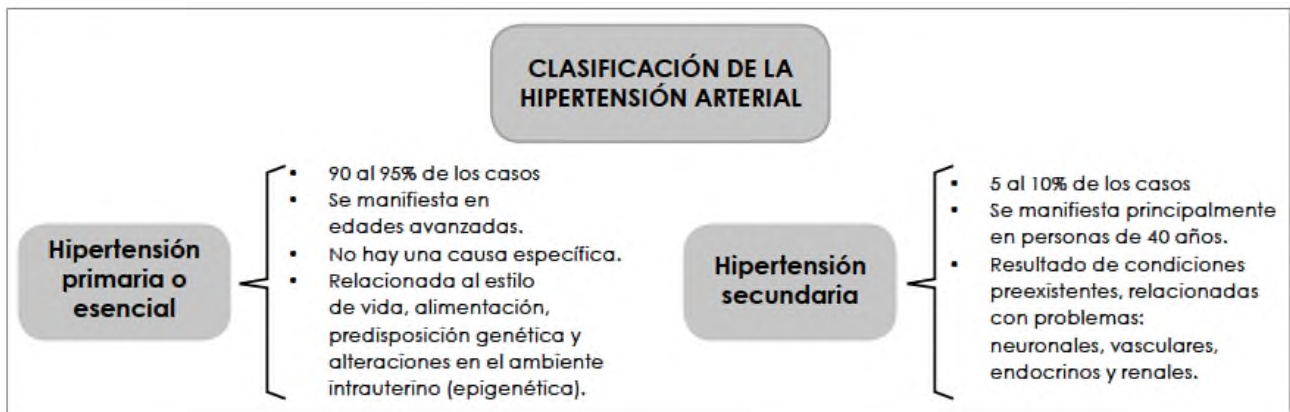 CLASIFICACIÓN DE LA
HIPERTENSIÓN ARTERIAL
Hipertensión
primaria o
esencial
▪ 90 al 95% de los casos
▪ Se manifiesta en
edades avanzadas.
▪ No hay una causa específica.
▪ Relacionada al estilo
de vida, alimentación,
predisposición genética y
alteraciones en el ambiente
intrauterino (epigenética).
Hipertensión
secundaria
▪ 5 al 10% de los casos
▪ Se manifiesta principalmente
en personas de 40 años.
▪ Resultado de condiciones
preexistentes, relacionadas
con problemas:
neuronales, vasculares,
endocrinos y renales.